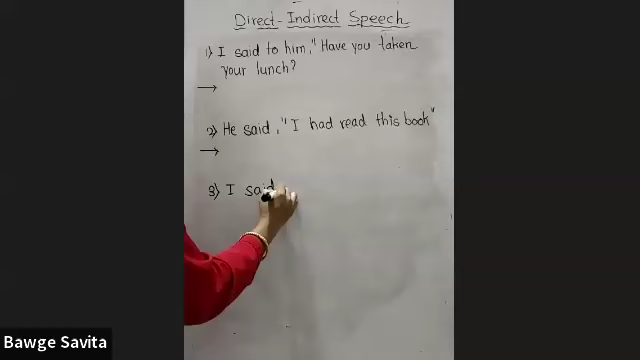 Direct-Indirect Speech
1) I said to him, "Have you taken
your lunch?
→
2) He said, "I had read this book"
→
3) I said
Bawge Savita